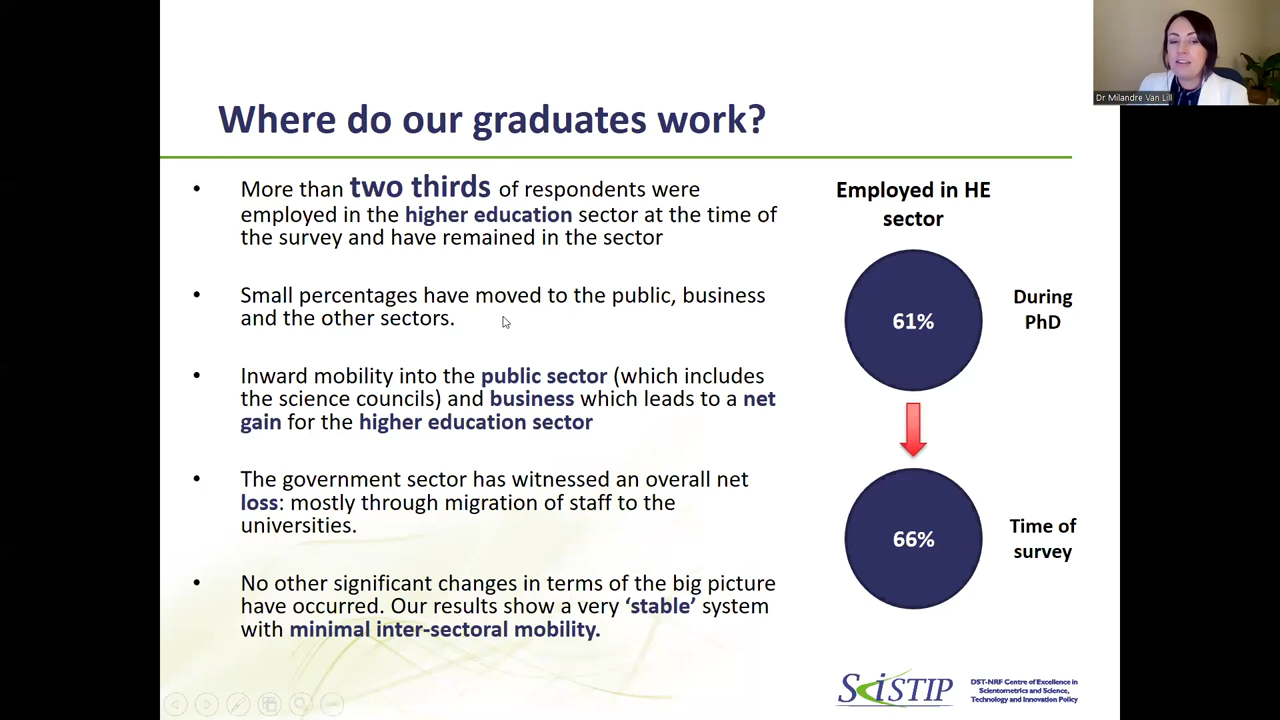 Where do our graduates work?
• More than two thirds of respondents were
employed in the higher education sector at the time of
the survey and have remained in the sector
• Small percentages have moved to the public, business
and the other sectors.
• Inward mobility into the public sector (which includes
the science councils) and business which leads to a net
gain for the higher education sector
• The government sector has witnessed an overall net
loss: mostly through migration of staff to the
universities.
• No other significant changes in terms of the big picture
have occurred. Our results show a very ‘stable’ system
with minimal inter-sectoral mobility.
Employed in HE
sector
61%
During
PhD
66%
Time of
survey
SciSTIP
DST-NRF Centre of Excellence in
Scientometrics and Science,
Technology and Innovation Policy
Dr Milandre Van Lill